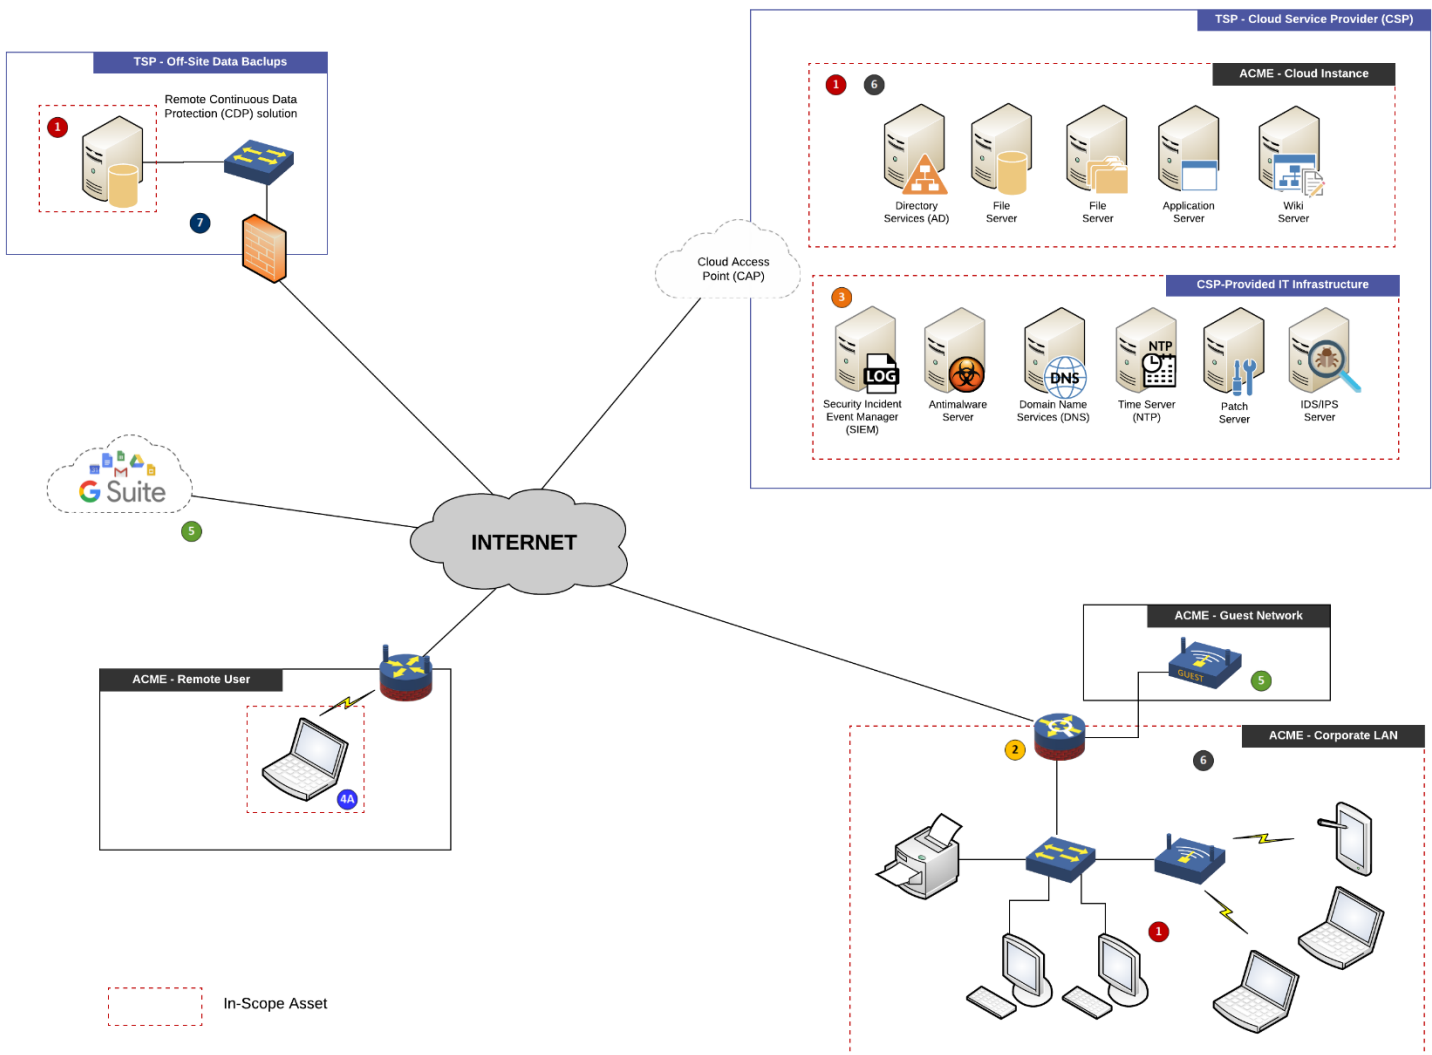 TSP - Cloud Service Provider (CSP)
TSP - Off-Site Data Baclups
ACME - Cloud Instance
1
6
Remote Continuous Data
Protection (CDP) solution
1
Directory
Services (AD)
File
Server
File
Server
Application
Server
Wiki
Server
7
Cloud Access
Point (CAP)
CSP-Provided IT Infrastructure
3
LOG
DNS
NTP
Security Incident
Event Manager
(SIEM)
Antimalware
Server
Domain Name
Services (DNS)
Time Server
(NTP)
Patch
Server
IDS/IPS
Server
G Suite
5
INTERNET
ACME - Guest Network
GUEST
5
ACME - Remote User
4A
ACME - Corporate LAN
2
6
1
In-Scope Asset